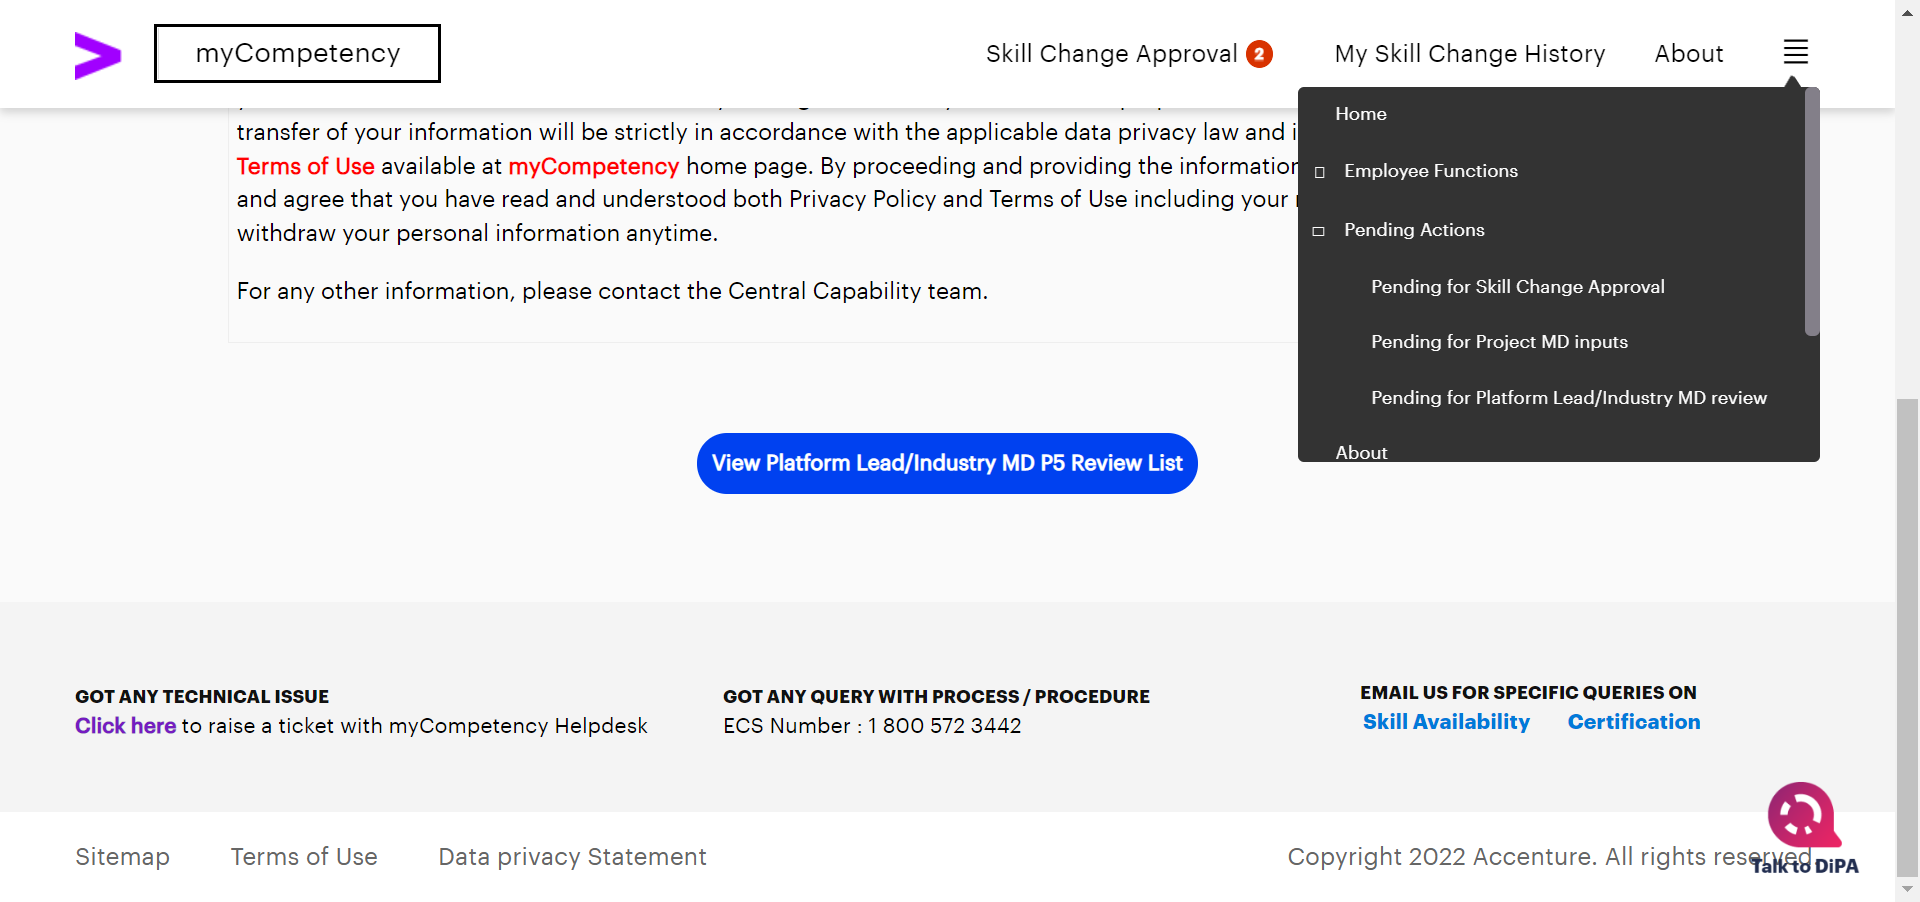 myCompetency
Skill Change Approval 2
My Skill Change History
About
transfer of your information will be strictly in accordance with the applicable data privacy law and
Terms of Use available at myCompetency home page. By proceeding and providing the information
and agree that you have read and understood both Privacy Policy and Terms of Use including your
withdraw your personal information anytime.
For any other information, please contact the Central Capability team.
Home
Employee Functions
Pending Actions
Pending for Skill Change Approval
Pending for Project MD inputs
Pending for Platform Lead/Industry MD review
About
View Platform Lead/Industry MD P5 Review List
GOT ANY TECHNICAL ISSUE
Click here to raise a ticket with myCompetency Helpdesk
GOT ANY QUERY WITH PROCESS / PROCEDURE
ECS Number : 1 800 572 3442
EMAIL US FOR SPECIFIC QUERIES ON
Skill Availability Certification
Sitemap
Terms of Use
Data privacy Statement
Copyright 2022 Accenture. All rights reserved.
Talk to DiPA